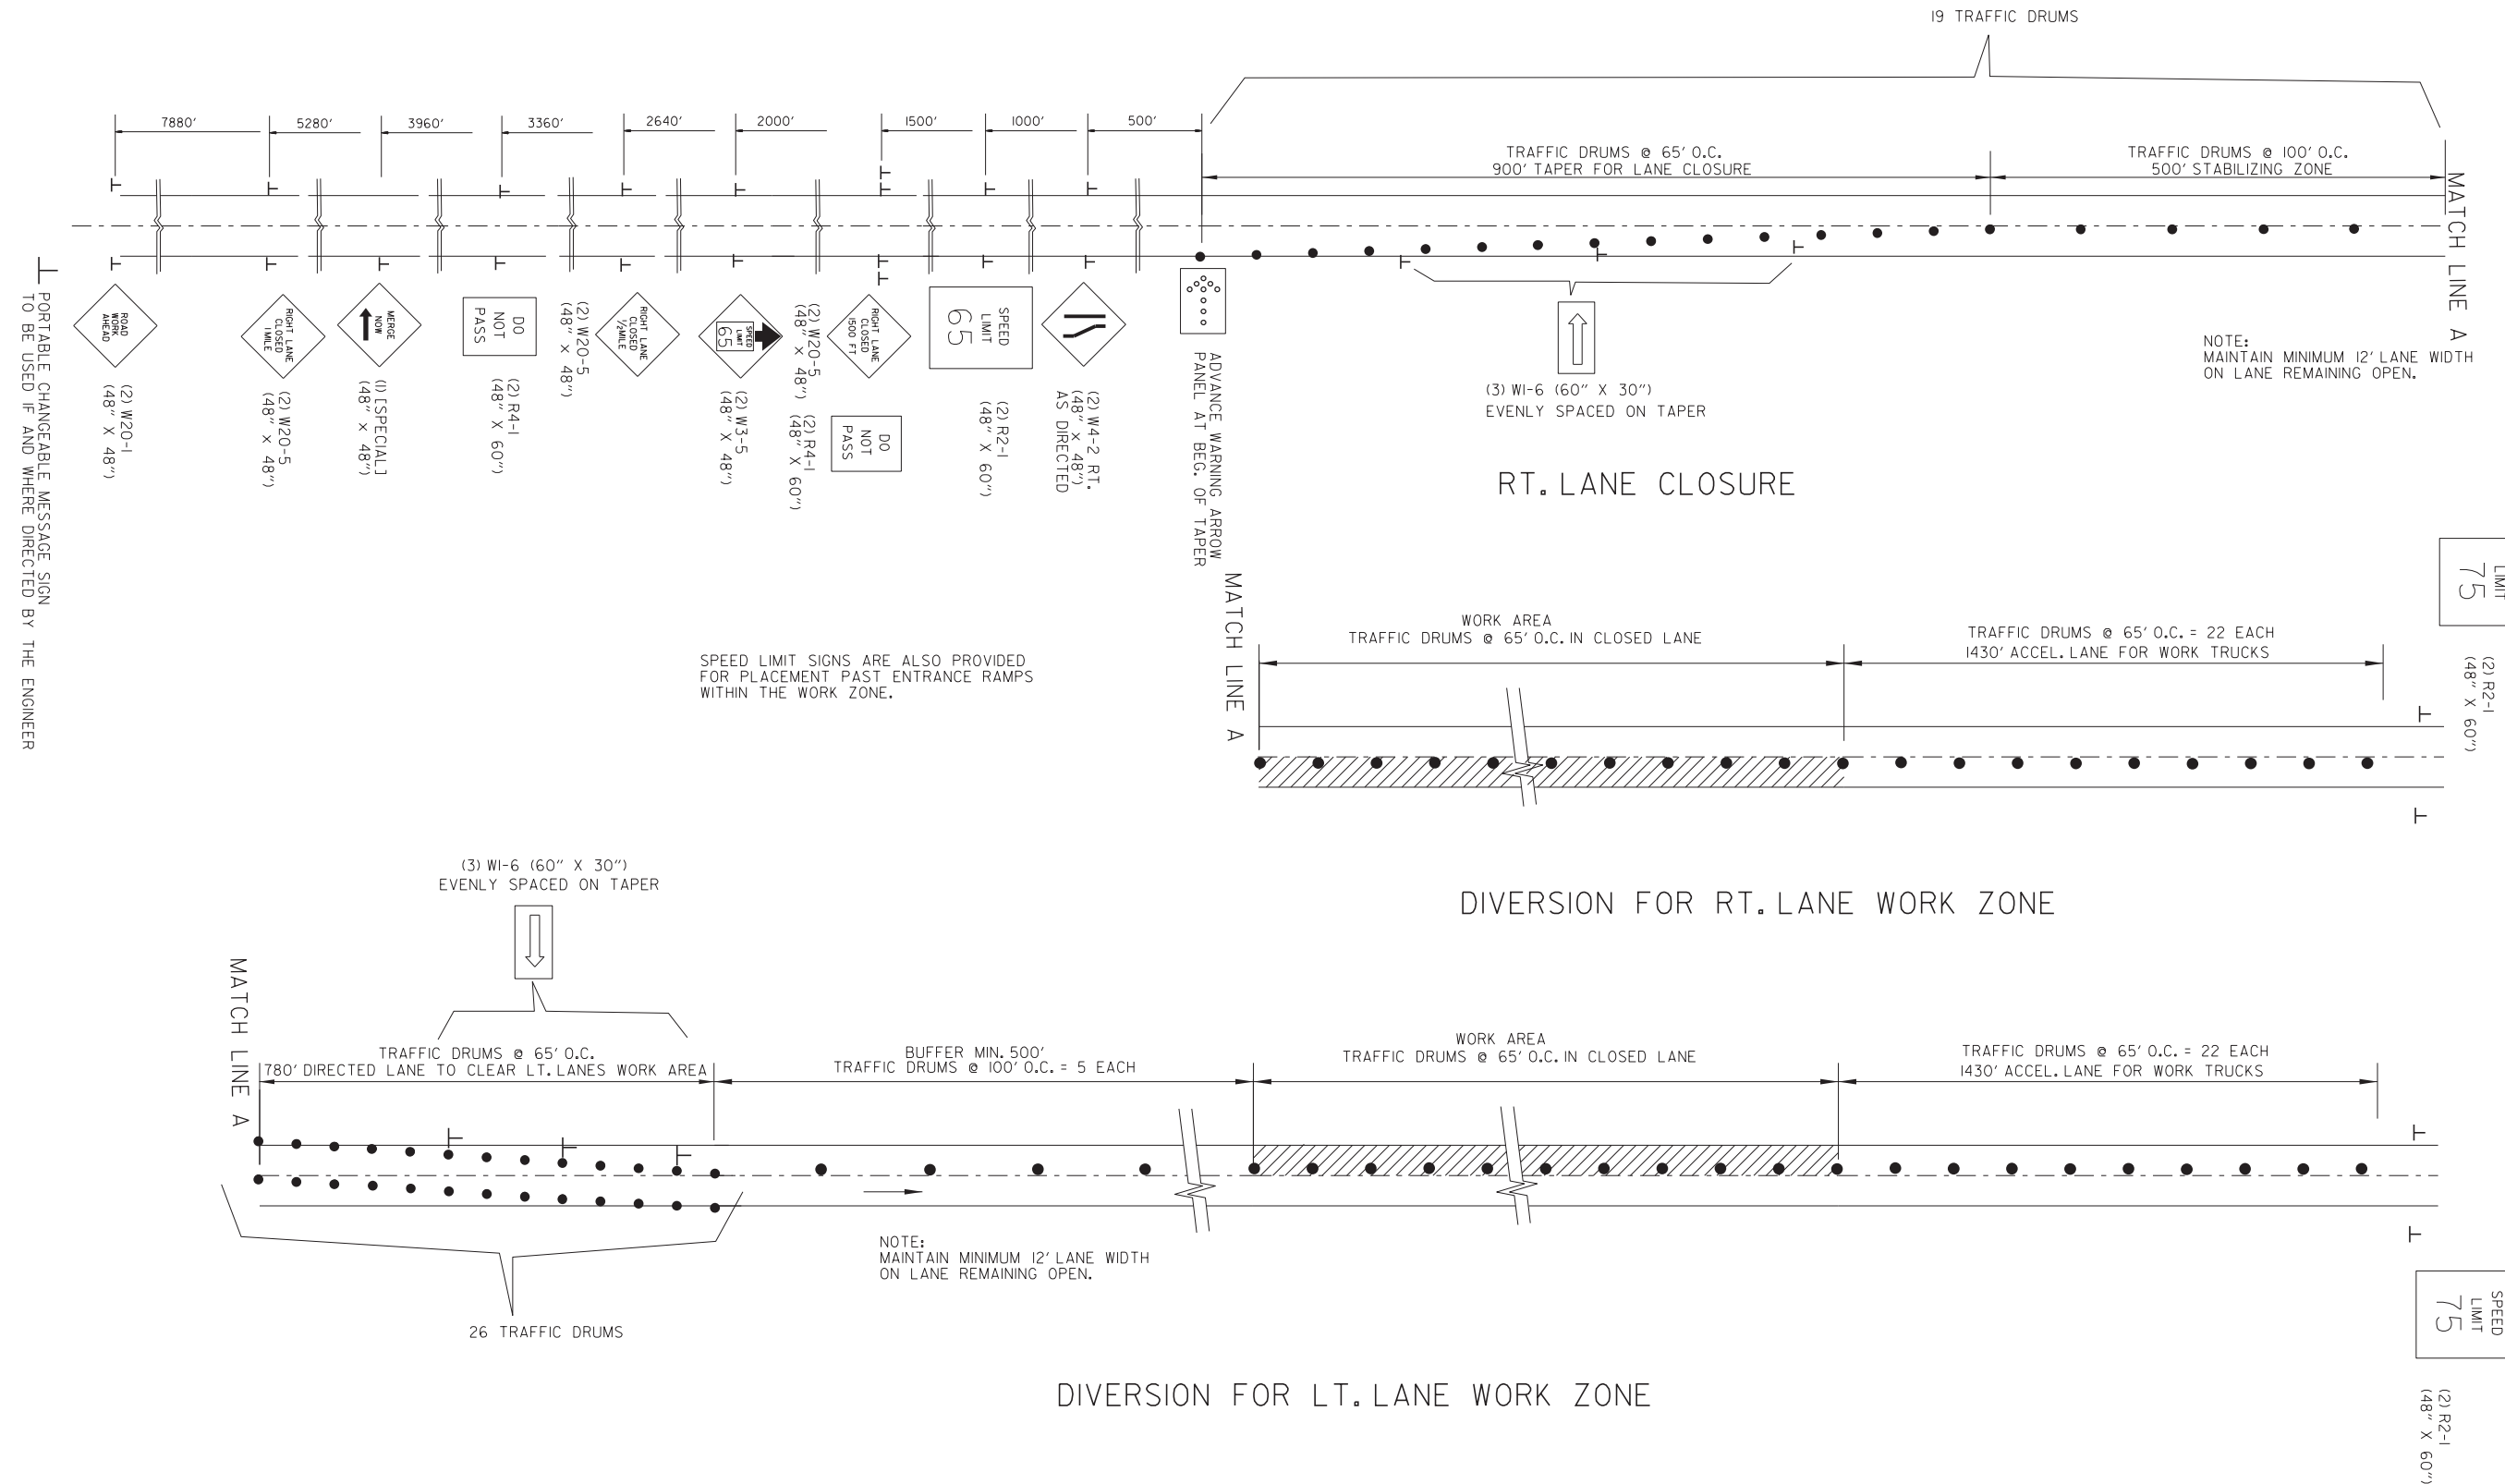 19 TRAFFIC DRUMS
7880'
5280'
3960'
3360'
2640'
2000'
1500'
1000'
500'
TRAFFIC DRUMS @ 65' O.C.
900' TAPER FOR LANE CLOSURE
TRAFFIC DRUMS @ 100' O.C.
500' STABILIZING ZONE
MATCH LINE A
PORTABLE CHANGEABLE MESSAGE SIGN
TO BE USED IF AND WHERE DIRECTED BY THE ENGINEER
ROAD
WORK
AHEAD
(2) W20-1
(48" X 48")
RIGHT LANE
CLOSED
1 MILE
(2) W20-5
(48" X 48")
MERGE
NOW
(1) [SPECIAL]
(48" X 48")
DO
NOT
PASS
(2) R4-1
(48" X 60")
(2) W20-5
(48" X 48")
RIGHT LANE
CLOSED
1/2 MILE
SPEED
LIMIT
65
(2) W3-5
(48" X 48")
(2) W20-5
(48" X 48")
RIGHT LANE
CLOSED
1500 FT
(2) R4-1
(48" X 60")
DO
NOT
PASS
SPEED
LIMIT
65
(2) R2-1
(48" X 60")
(2) W4-2 RT.
(48" X 48")
AS DIRECTED
ADVANCE WARNING ARROW
PANEL AT BEG. OF TAPER
(3) W1-6 (60" X 30")
EVENLY SPACED ON TAPER
NOTE:
MAINTAIN MINIMUM 12' LANE WIDTH
ON LANE REMAINING OPEN.
RT. LANE CLOSURE
SPEED LIMIT SIGNS ARE ALSO PROVIDED
FOR PLACEMENT PAST ENTRANCE RAMPS
WITHIN THE WORK ZONE.
MATCH LINE A
WORK AREA
TRAFFIC DRUMS @ 65' O.C. IN CLOSED LANE
TRAFFIC DRUMS @ 65' O.C. = 22 EACH
1430' ACCEL. LANE FOR WORK TRUCKS
LIMIT
75
(2) R2-1
(48" X 60")
DIVERSION FOR RT. LANE WORK ZONE
(3) W1-6 (60" X 30")
EVENLY SPACED ON TAPER
MATCH LINE A
TRAFFIC DRUMS @ 65' O.C.
780' DIRECTED LANE TO CLEAR LT. LANES WORK AREA
BUFFER MIN. 500'
TRAFFIC DRUMS @ 100' O.C. = 5 EACH
WORK AREA
TRAFFIC DRUMS @ 65' O.C. IN CLOSED LANE
TRAFFIC DRUMS @ 65' O.C. = 22 EACH
1430' ACCEL. LANE FOR WORK TRUCKS
NOTE:
MAINTAIN MINIMUM 12' LANE WIDTH
ON LANE REMAINING OPEN.
26 TRAFFIC DRUMS
SPEED
LIMIT
75
(2) R2-1
(48" X 60")
DIVERSION FOR LT. LANE WORK ZONE